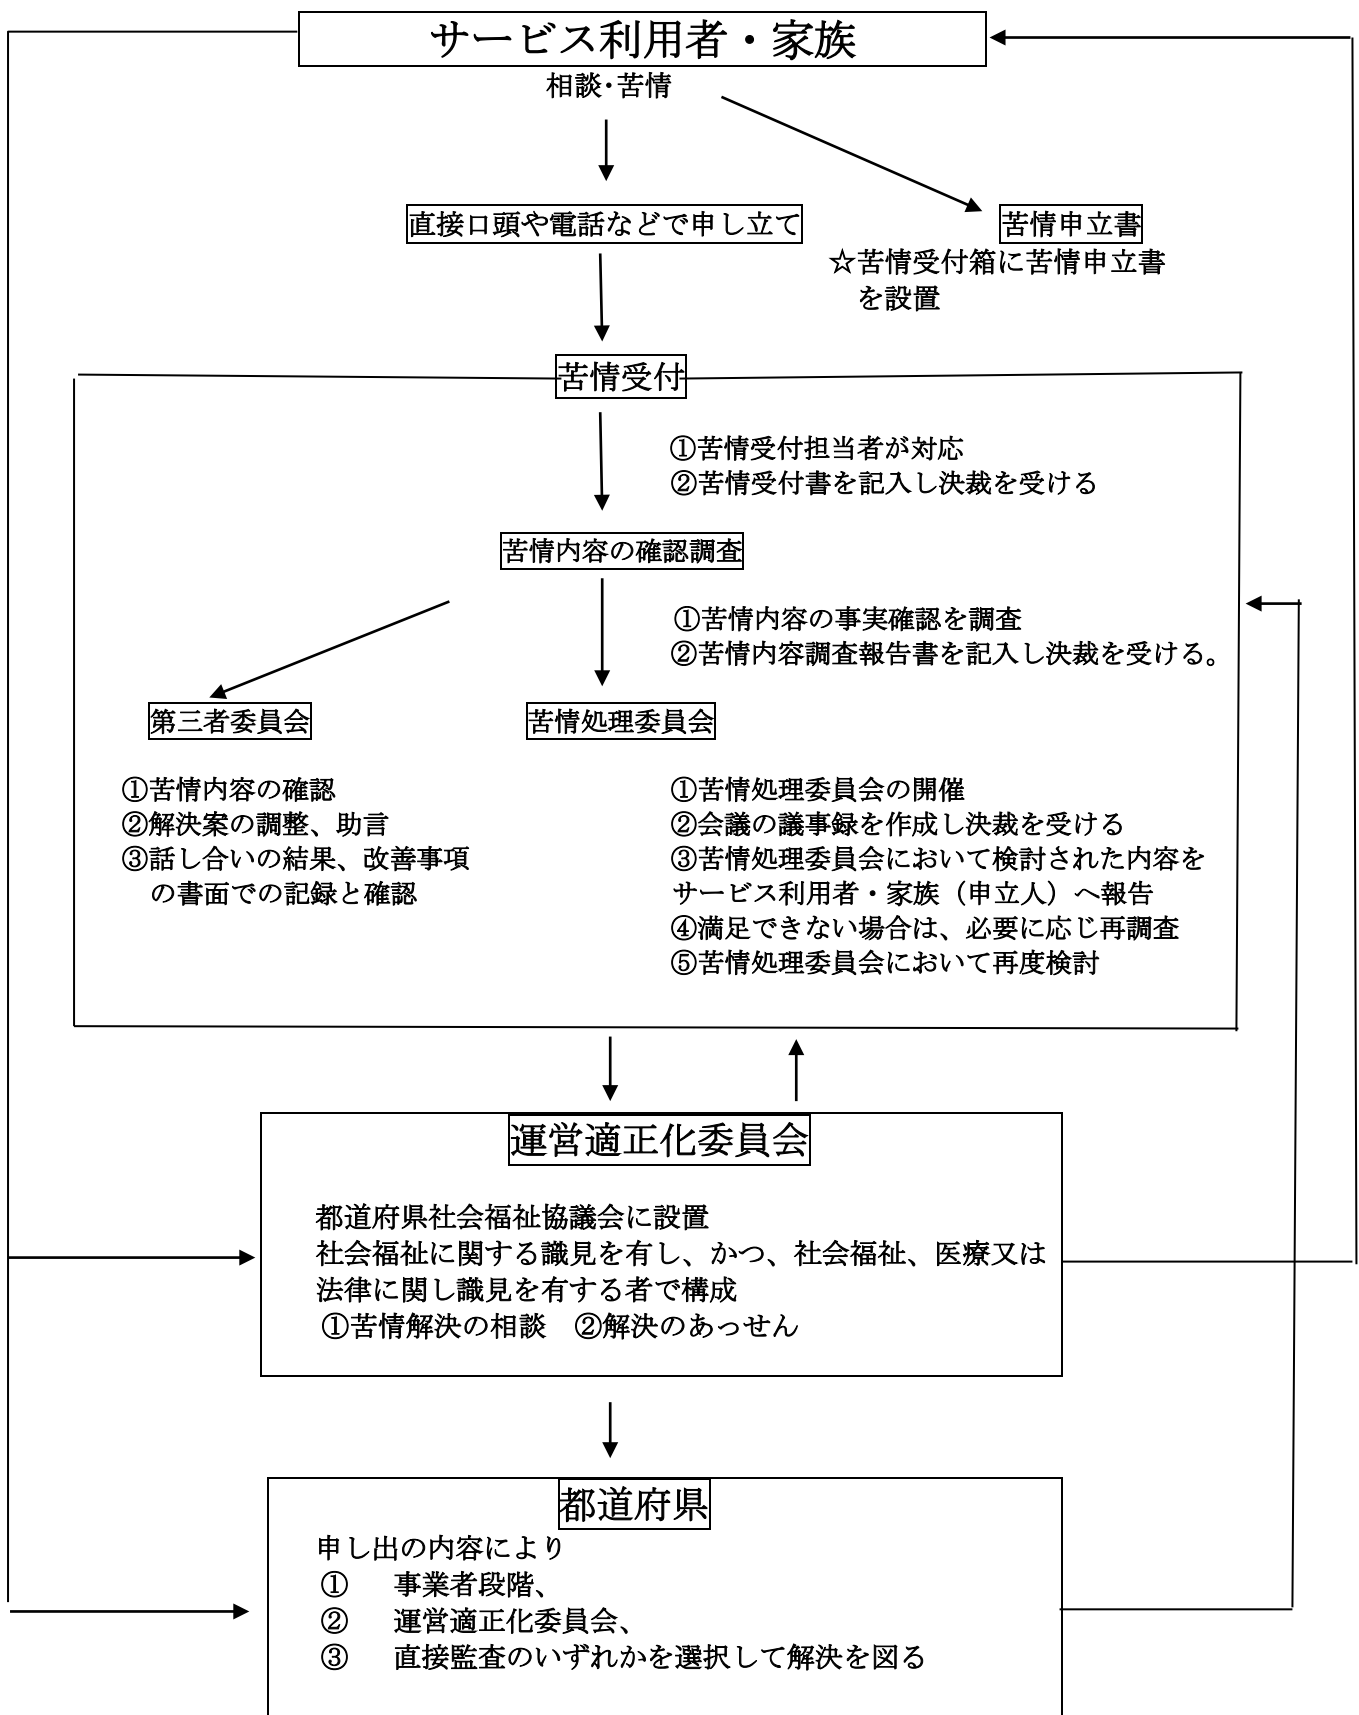 サービス利用者・家族
相談・苦情
直接口頭や電話などで申し立て
苦情申立書
☆苦情受付箱に苦情申立書
を設置
苦情受付
①苦情受付担当者が対応
②苦情受付書を記入し決裁を受ける
苦情内容の確認調査
①苦情内容の事実確認を調査
②苦情内容調査報告書を記入し決裁を受ける。
第三者委員会
①苦情内容の確認
②解決案の調整、助言
③話し合いの結果、改善事項
の書面での記録と確認
苦情処理委員会
①苦情処理委員会の開催
②会議の議事録を作成し決裁を受ける
③苦情処理委員会において検討された内容を
サービス利用者・家族（申立人）へ報告
④満足できない場合は、必要に応じ再調査
⑤苦情処理委員会において再度検討
運営適正化委員会
都道府県社会福祉協議会に設置
社会福祉に関する識見を有し、かつ、社会福祉、医療又は
法律に関し識見を有する者で構成
①苦情解決の相談　②解決のあっせん
都道府県
申し出の内容により
①　事業者段階、
②　運営適正化委員会、
③　直接監査のいずれかを選択して解決を図る